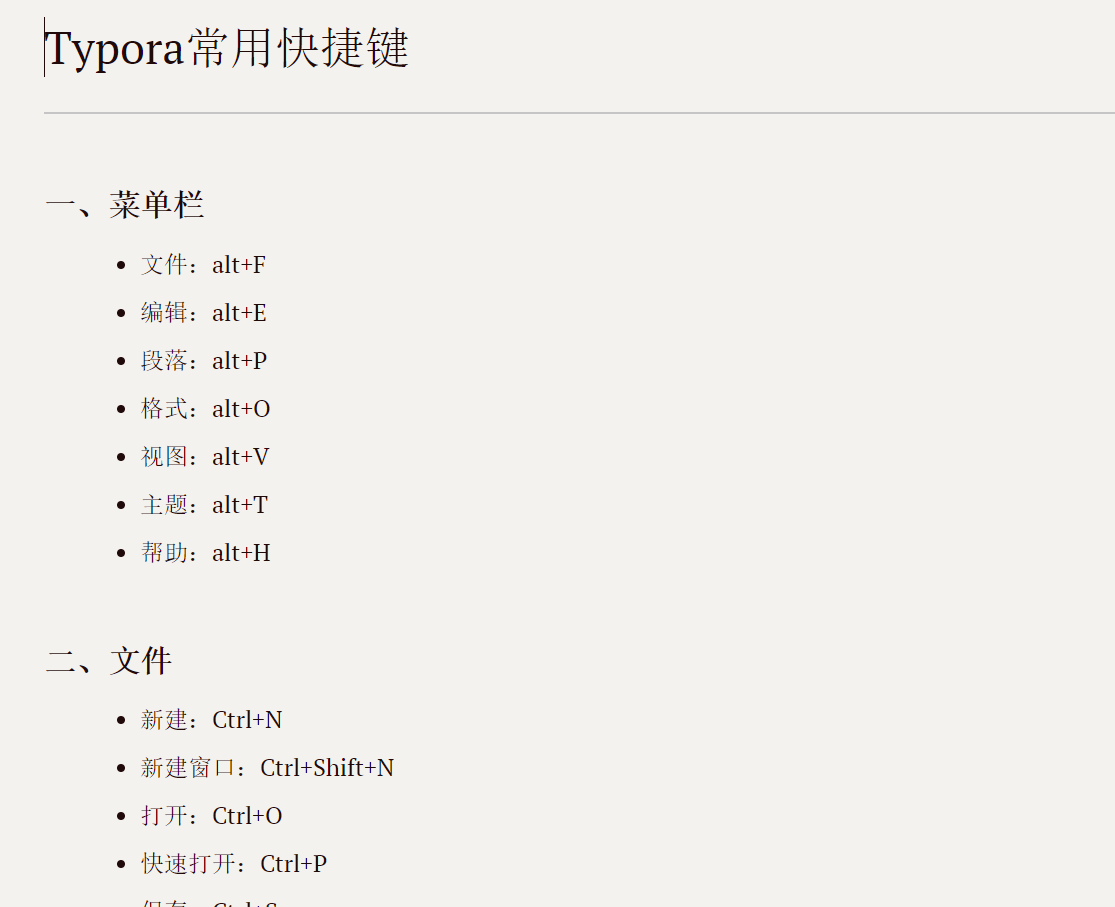 Typora常用快捷键
一、菜单栏
文件：alt+F
编辑：alt+E
段落：alt+P
格式：alt+O
视图：alt+V
主题：alt+T
帮助：alt+H
二、文件
新建：Ctrl+N
新建窗口：Ctrl+Shift+N
打开：Ctrl+O
快速打开：Ctrl+P